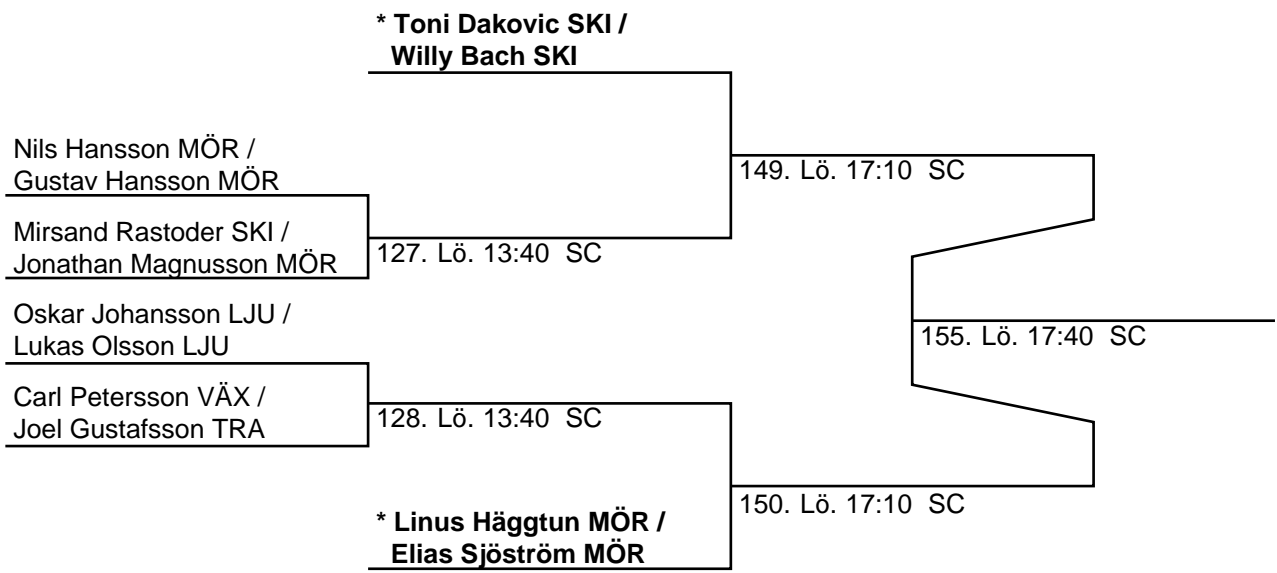 * Toni Dakovic SKI /
Willy Bach SKI
Nils Hansson MÖR /
Gustav Hansson MÖR
149. Lö. 17:10 SC
Mirsand Rastoder SKI /
Jonathan Magnusson MÖR
127. Lö. 13:40 SC
Oskar Johansson LJU /
Lukas Olsson LJU
155. Lö. 17:40 SC
Carl Petersson VÄX /
Joel Gustafsson TRA
128. Lö. 13:40 SC
150. Lö. 17:10 SC
* Linus Häggtun MÖR /
Elias Sjöström MÖR